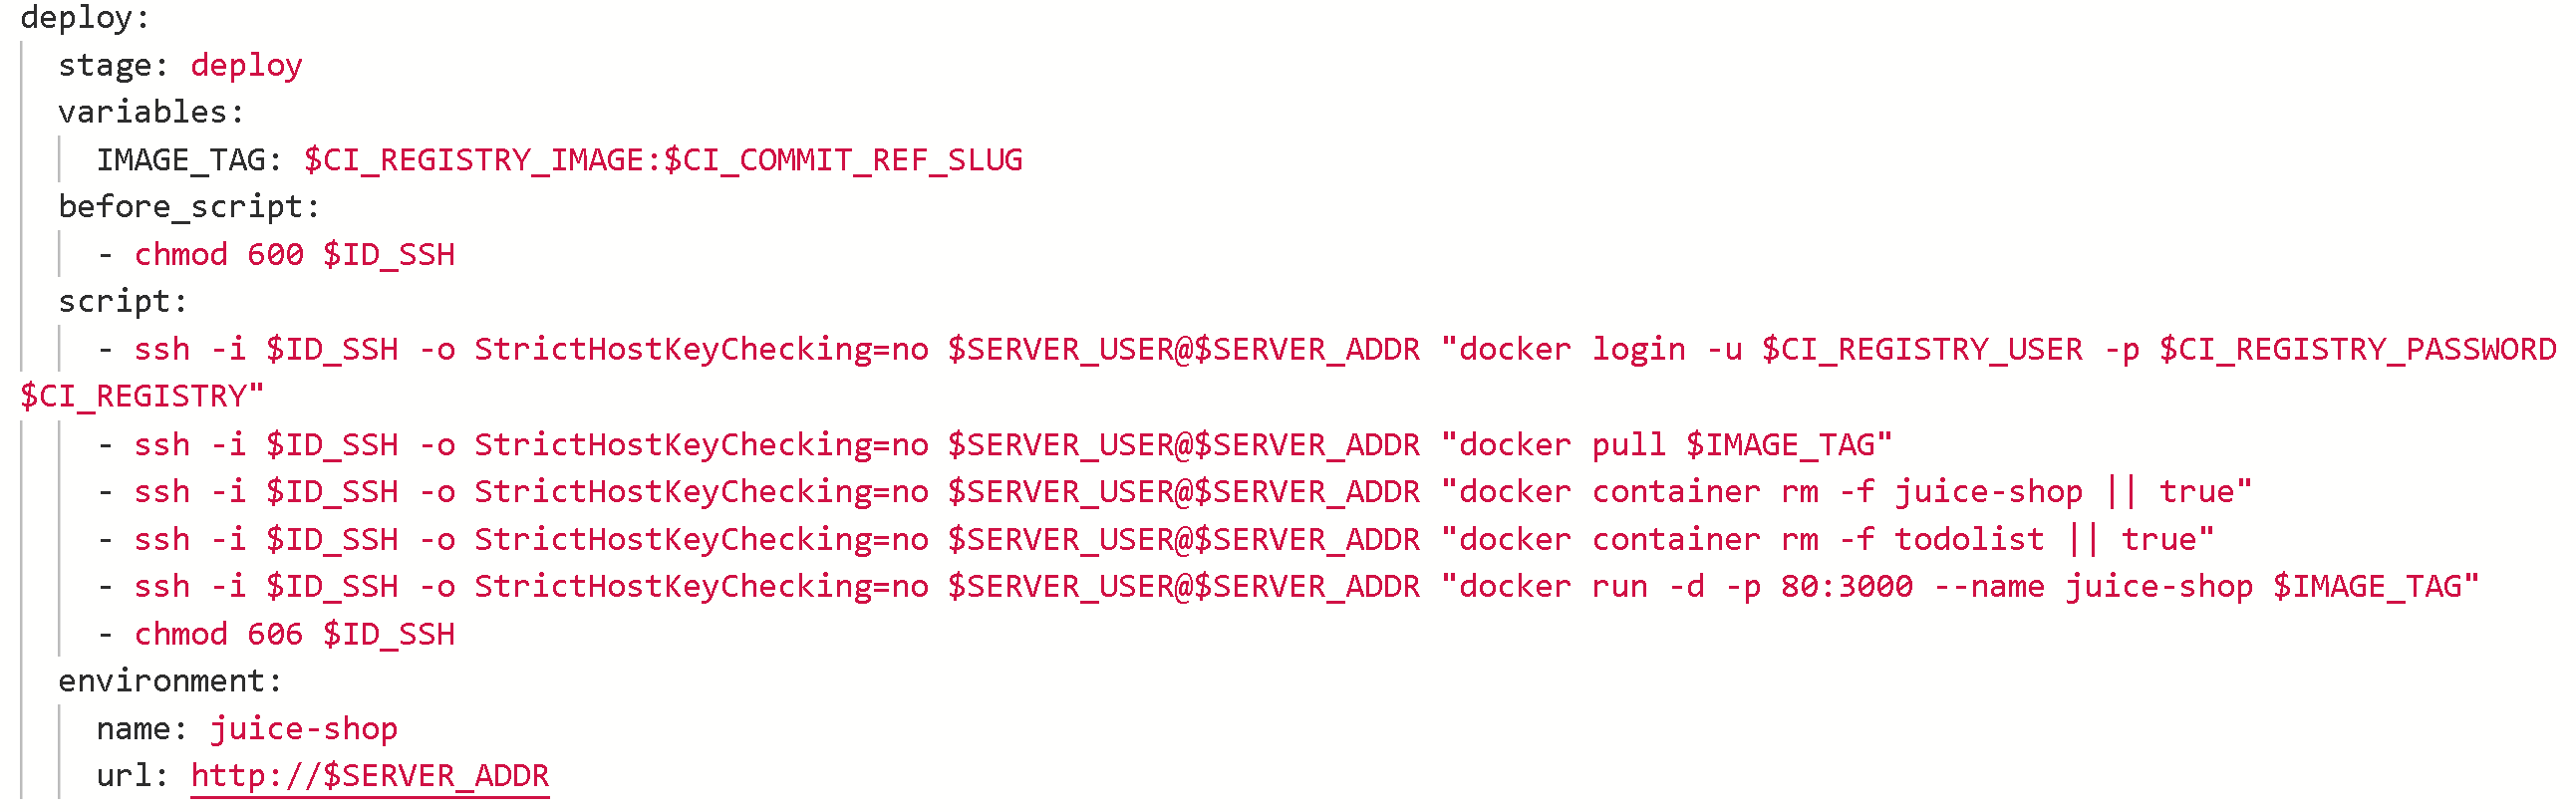 deploy:
stage: deploy
variables:
IMAGE_TAG: $CI_REGISTRY_IMAGE:$CI_COMMIT_REF_SLUG
before_script:
- chmod 600 $ID_SSH
script:
- ssh -i $ID_SSH -o StrictHostKeyChecking=no $SERVER_USER@$SERVER_ADDR "docker login -u $CI_REGISTRY_USER -p $CI_REGISTRY_PASSWORD
$CI_REGISTRY"
- ssh -i $ID_SSH -o StrictHostKeyChecking=no $SERVER_USER@$SERVER_ADDR "docker pull $IMAGE_TAG"
- ssh -i $ID_SSH -o StrictHostKeyChecking=no $SERVER_USER@$SERVER_ADDR "docker container rm -f juice-shop || true"
- ssh -i $ID_SSH -o StrictHostKeyChecking=no $SERVER_USER@$SERVER_ADDR "docker container rm -f todolist || true"
- ssh -i $ID_SSH -o StrictHostKeyChecking=no $SERVER_USER@$SERVER_ADDR "docker run -d -p 80:3000 --name juice-shop $IMAGE_TAG"
- chmod 606 $ID_SSH
environment:
name: juice-shop
url: http://$SERVER_ADDR